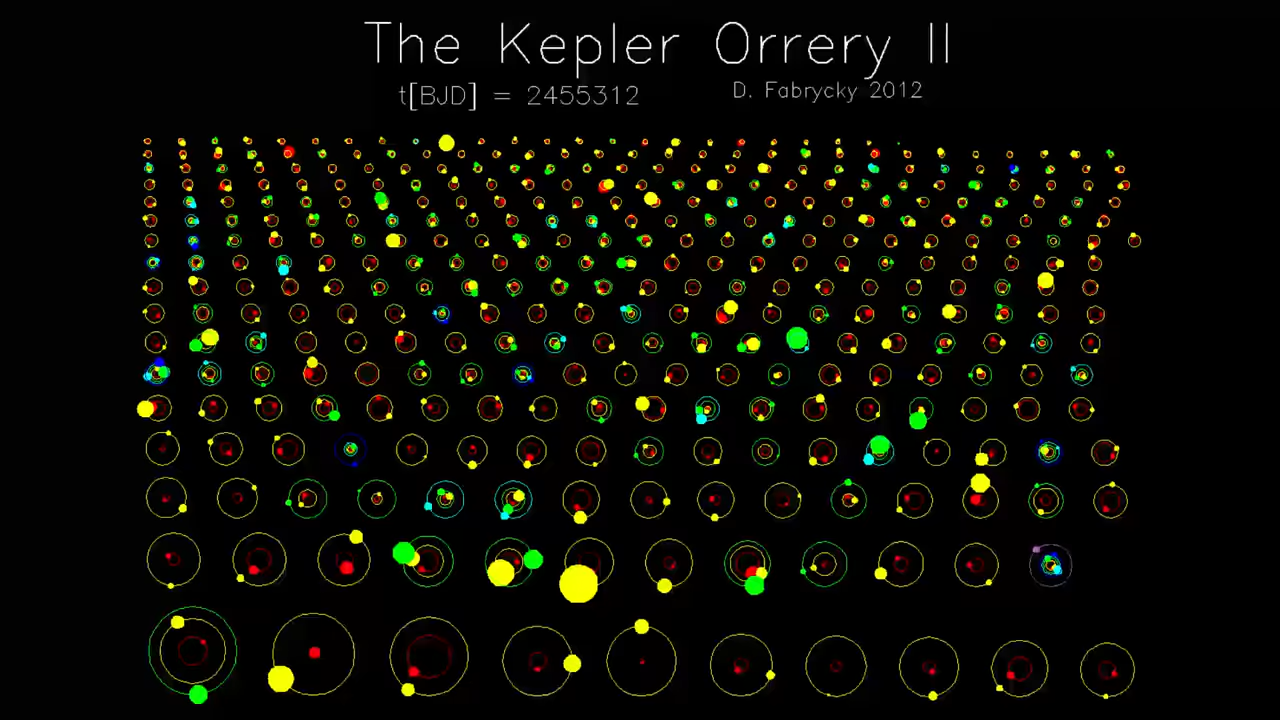 The Kepler Orrery II
t[BJD] = 2455312
D. Fabrycky 2012